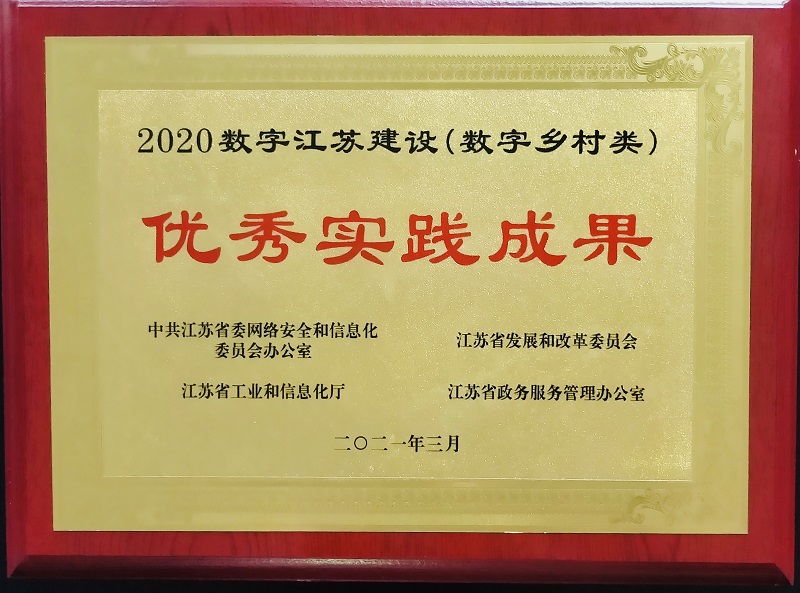 2020数字江苏建设(数字乡村类)
优秀实践成果
中共江苏省委网络安全和信息化
委员会办公室
江苏省发展和改革委员会
江苏省工业和信息化厅
江苏省政务服务管理办公室
二〇二一年三月